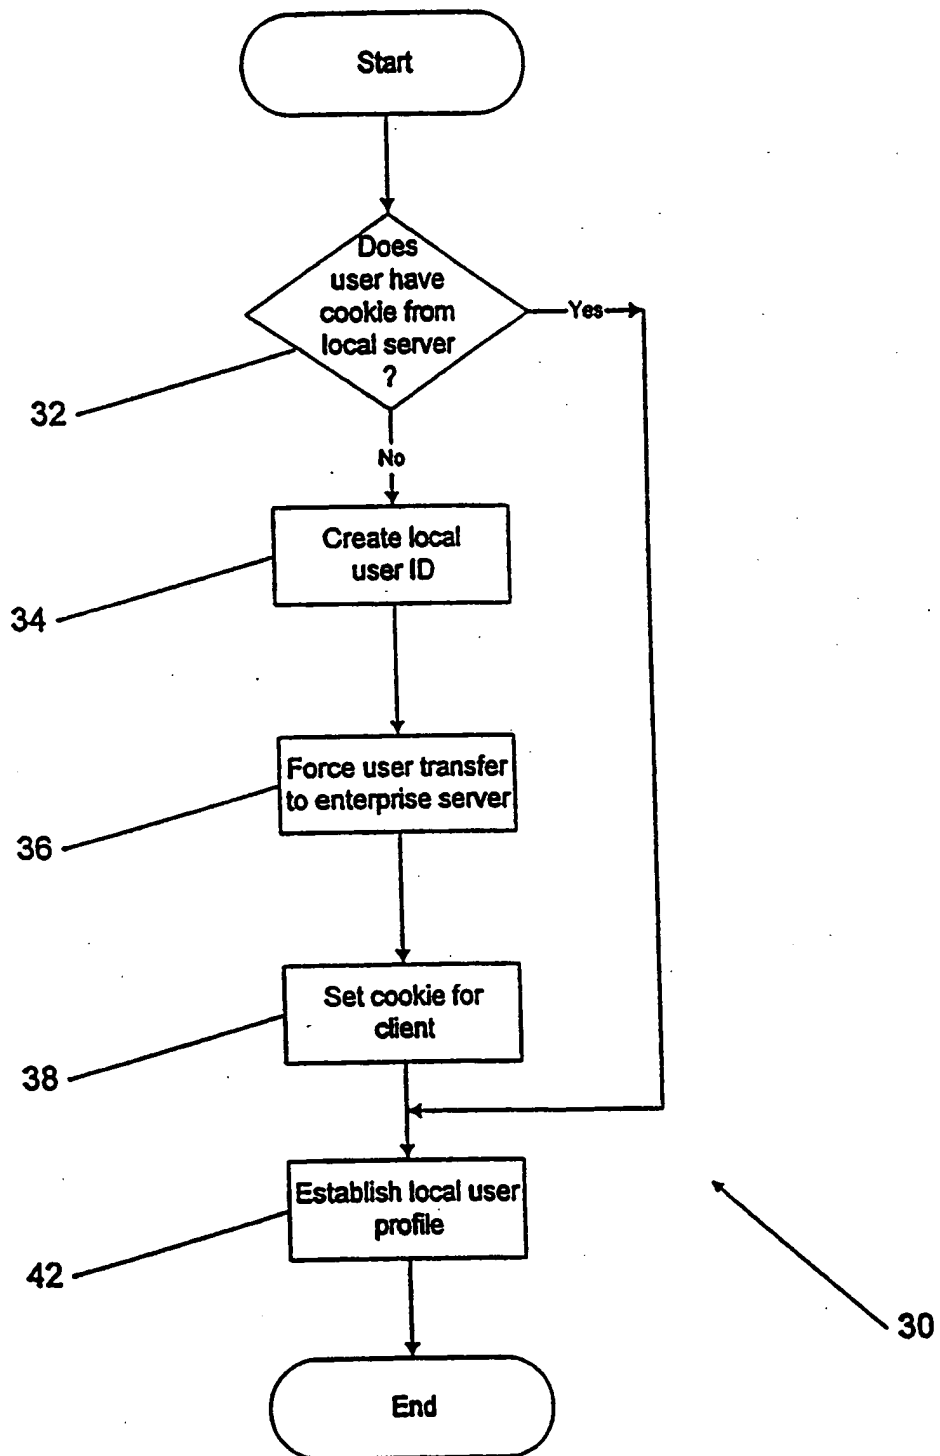 Start
Does
user have
cookie from
local server
?
Yes
32
No
Create local
user ID
34
Force user transfer
to enterprise server
36
Set cookie for
client
38
Establish local user
profile
42
30
End